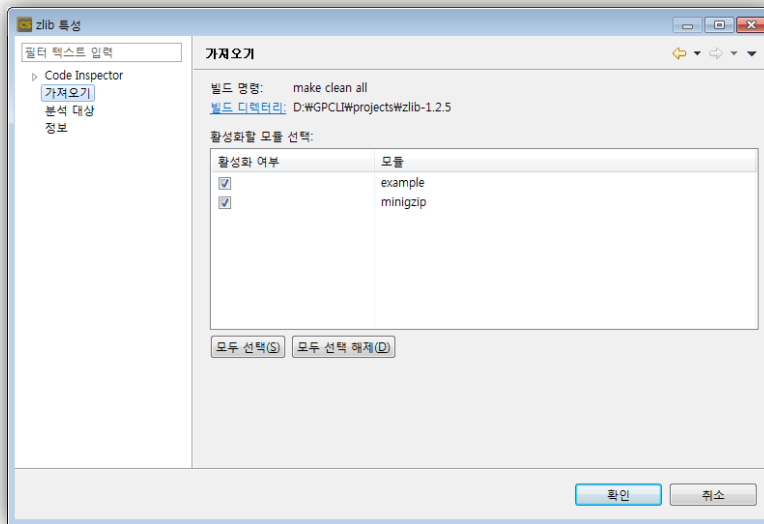 CS zlib 특성
필터 텍스트 입력
Code Inspector
가져오기
분석 대상
정보
가져오기
빌드 명령: make clean all
빌드 디렉터리: D:₩GPCLI₩projects₩zlib-1.2.5
활성화할 모듈 선택:
활성화 여부 모듈
example
minigzip
모두 선택(S) 모두 선택 해제(D)
확인 취소